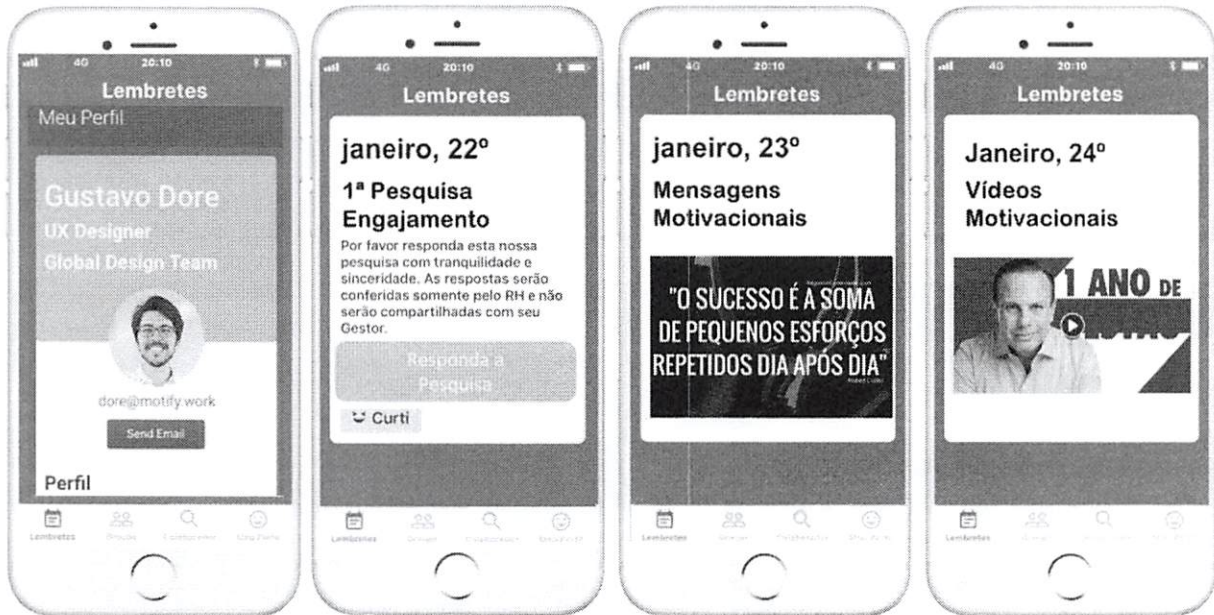 4G 20:10
Lembretes
Meu Perfil
Gustavo Dore
UX Designer
Global Design Team
dore@motify.work
Send Email
Perfil
Lembretes
4G 20:10
Lembretes
janeiro, 22º
1ª Pesquisa
Engajamento
Por favor responda esta nossa
pesquisa com tranquilidade e
sinceridade. As respostas serão
conferidas somente pelo RH e não
serão compartilhadas com seu
Gestor.
Responda a
Pesquisa
Curti
Lembretes
4G 20:10
Lembretes
janeiro, 23º
Mensagens
Motivacionais
"O SUCESSO É A SOMA
DE PEQUENOS ESFORÇOS
REPETIDOS DIA APÓS DIA"
Lembretes
4G 20:10
Lembretes
Janeiro, 24º
Vídeos
Motivacionais
1 ANO DE
Lembretes